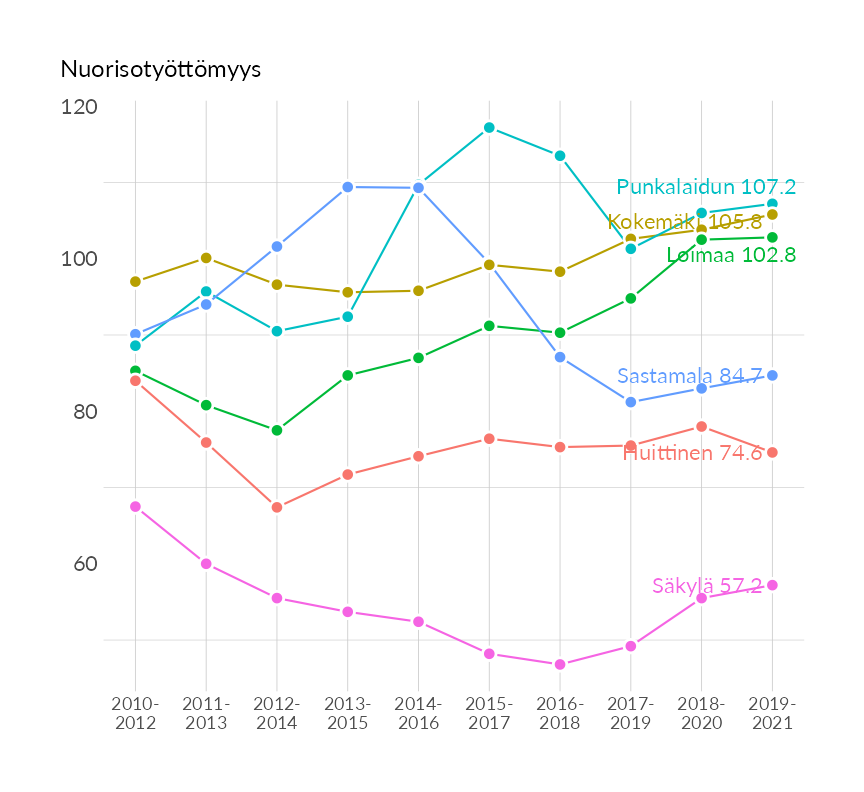 Nuorisotyöttömyys
120
100
80
60
Punkalaidun 107.2
Kokemäki 105.8
Loimaa 102.8
Sastamala 84.7
Huittinen 74.6
Säkylä 57.2
2010- 2011- 2012- 2013- 2014- 2015- 2016- 2017- 2018- 2019-
2012 2013 2014 2015 2016 2017 2018 2019 2020 2021